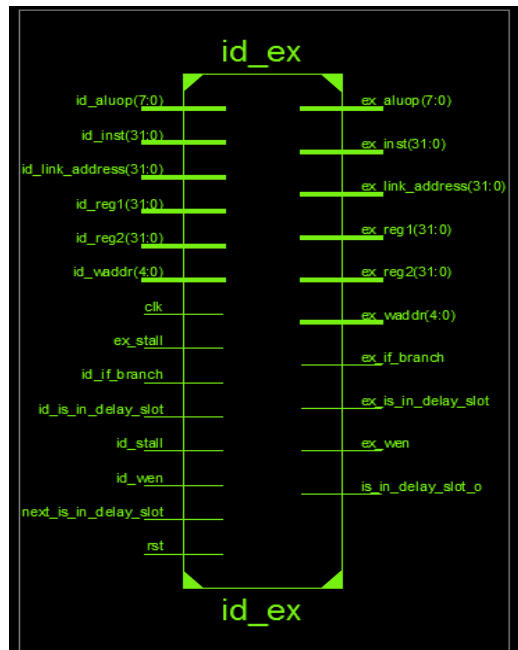 id_ex
id_aluop(7:0)
id_inst(31:0)
id_link_address(31:0)
id_reg1(31:0)
id_reg2(31:0)
id_waddr(4:0)
clk
ex_stall
id_if_branch
id_is_in_delay_slot
id_stall
id_wen
next_is_in_delay_slot
rst
ex_aluop(7:0)
ex_inst(31:0)
ex_link_address(31:0)
ex_reg1(31:0)
ex_reg2(31:0)
ex_waddr(4:0)
ex_if_branch
ex_is_in_delay_slot
ex_wen
is_in_delay_slot_o
id_ex